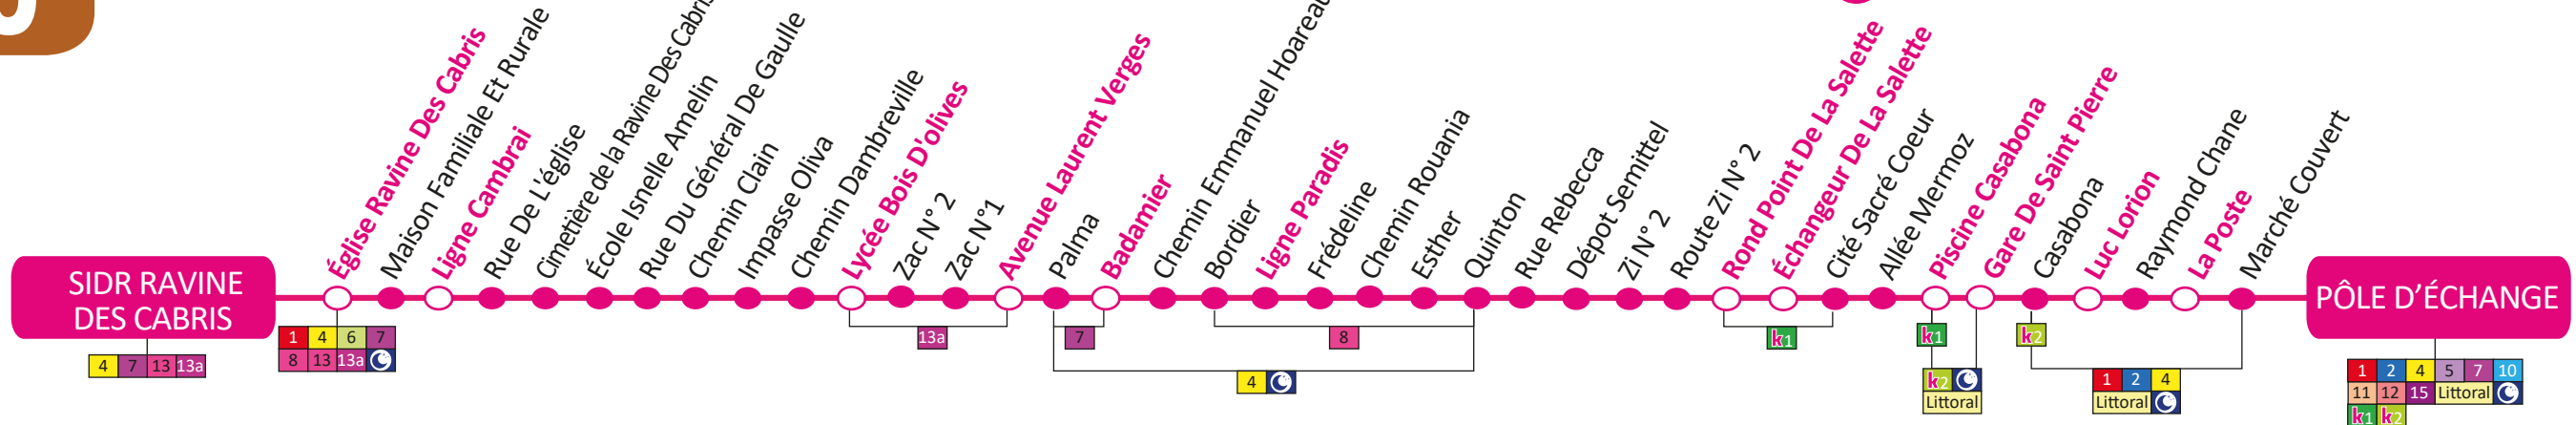 SIDR RAVINE
DES CABRIS
4 7 13 13a
Église Ravine Des Cabris
1 4 6 7
8 13 13a
Maison Familiale Et Rurale
Ligne Cambrai
Rue De L'église
Cimetière de la Ravine Des Cabris
École Isnelle Amelin
Rue Du Général De Gaulle
Chemin Clain
Impasse Oliva
Chemin Dambreville
Lycée Bois D'olives
Zac N° 2
Zac N°1
Avenue Laurent Verges
13a
Palma
Badamier
7
Chemin Emmanuel Hoareau
Bordier
Ligne Paradis
Frédeline
Chemin Rouania
Esther
Quinton
8
4
Rue Rebecca
Dépot Semittel
Zi N° 2
Route Zi N° 2
Rond Point De La Salette
Échangeur De La Salette
Cité Sacré Coeur
k1
Allée Mermoz
Piscine Casabona
Gare De Saint Pierre
k1
k2
Littoral
Casabona
Luc Lorion
Raymond Chane
La Poste
Marché Couvert
k2
1 2 4
Littoral
PÔLE D'ÉCHANGE
1 2 4 5 7 10
11 12 15 Littoral
k1 k2